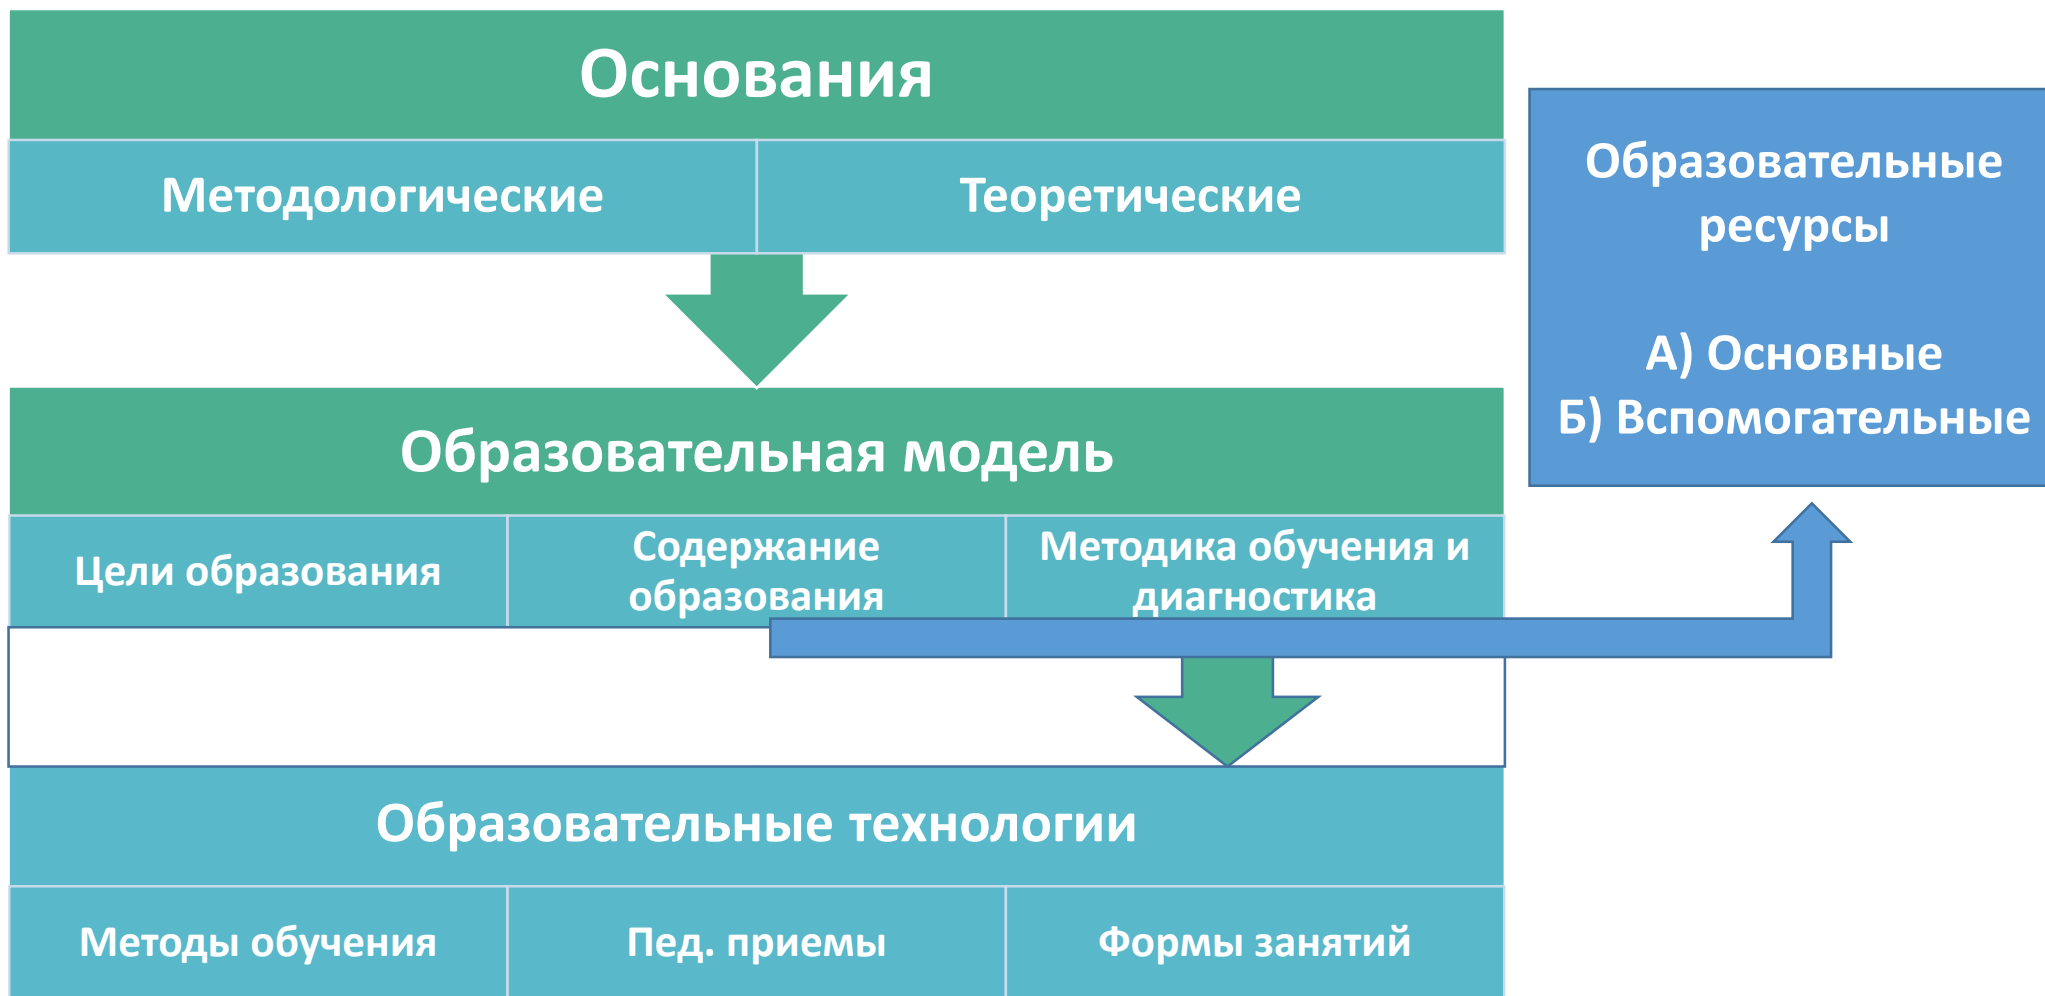 Основания
Методологические
Теоретические
Образовательные
ресурсы
А) Основные
Б) Вспомогательные
Образовательная модель
Цели образования
Содержание
образования
Методика обучения и
диагностика
Образовательные технологии
Методы обучения
Пед. приемы
Формы занятий